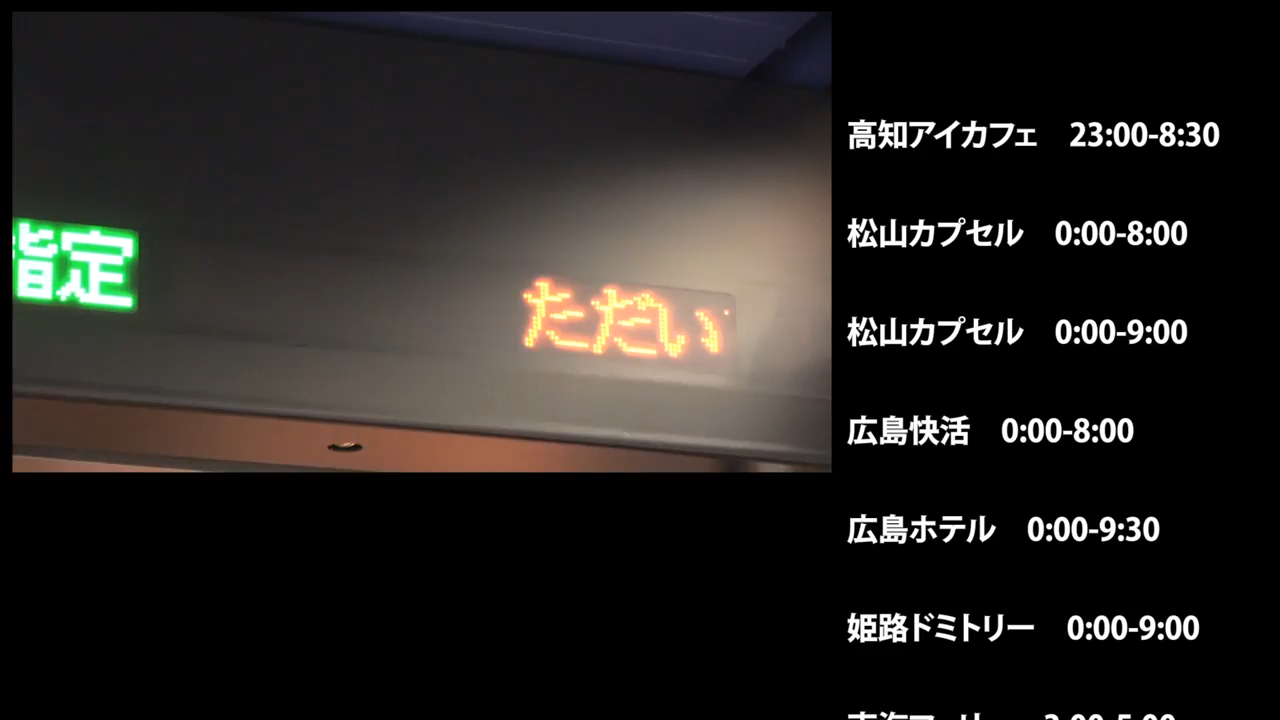 指定
ただい
高知アイカフェ 23:00-8:30
松山カプセル 0:00-8:00
松山カプセル 0:00-9:00
広島快活 0:00-8:00
広島ホテル 0:00-9:30
姫路ドミトリー 0:00-9:00